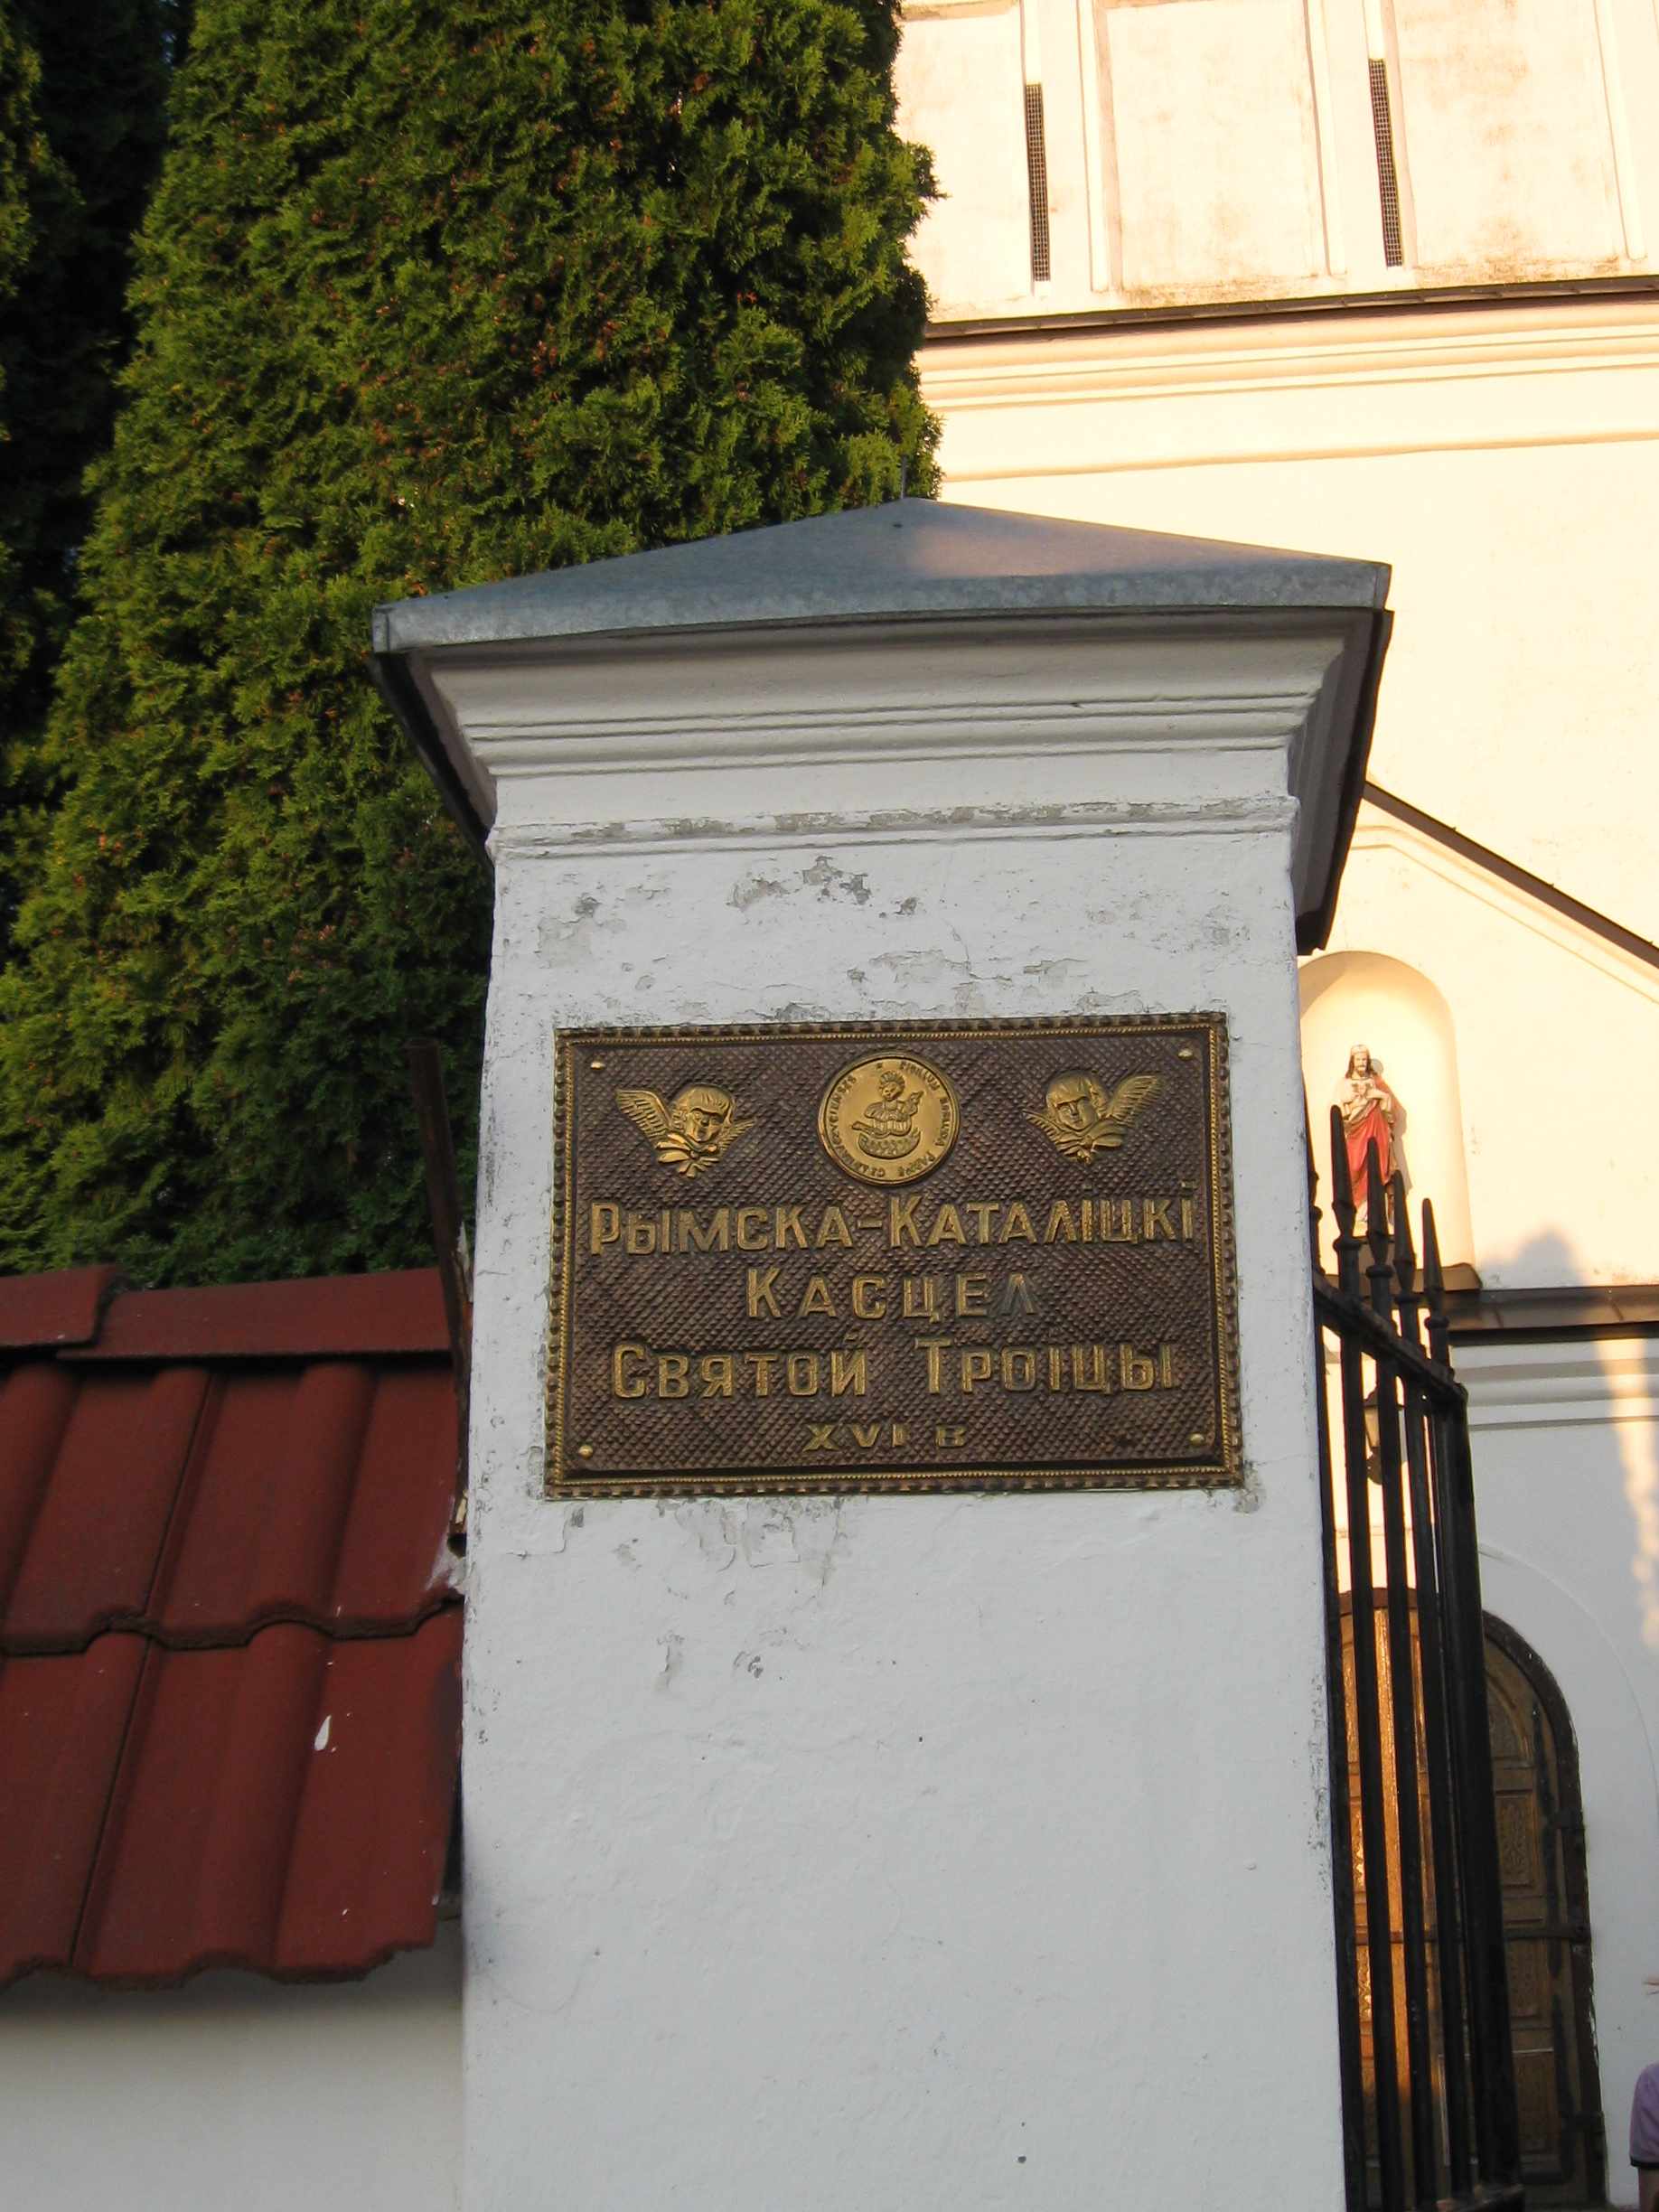 Рымска-Каталіцкі
Касцел
Святой Троіцы
XVI в